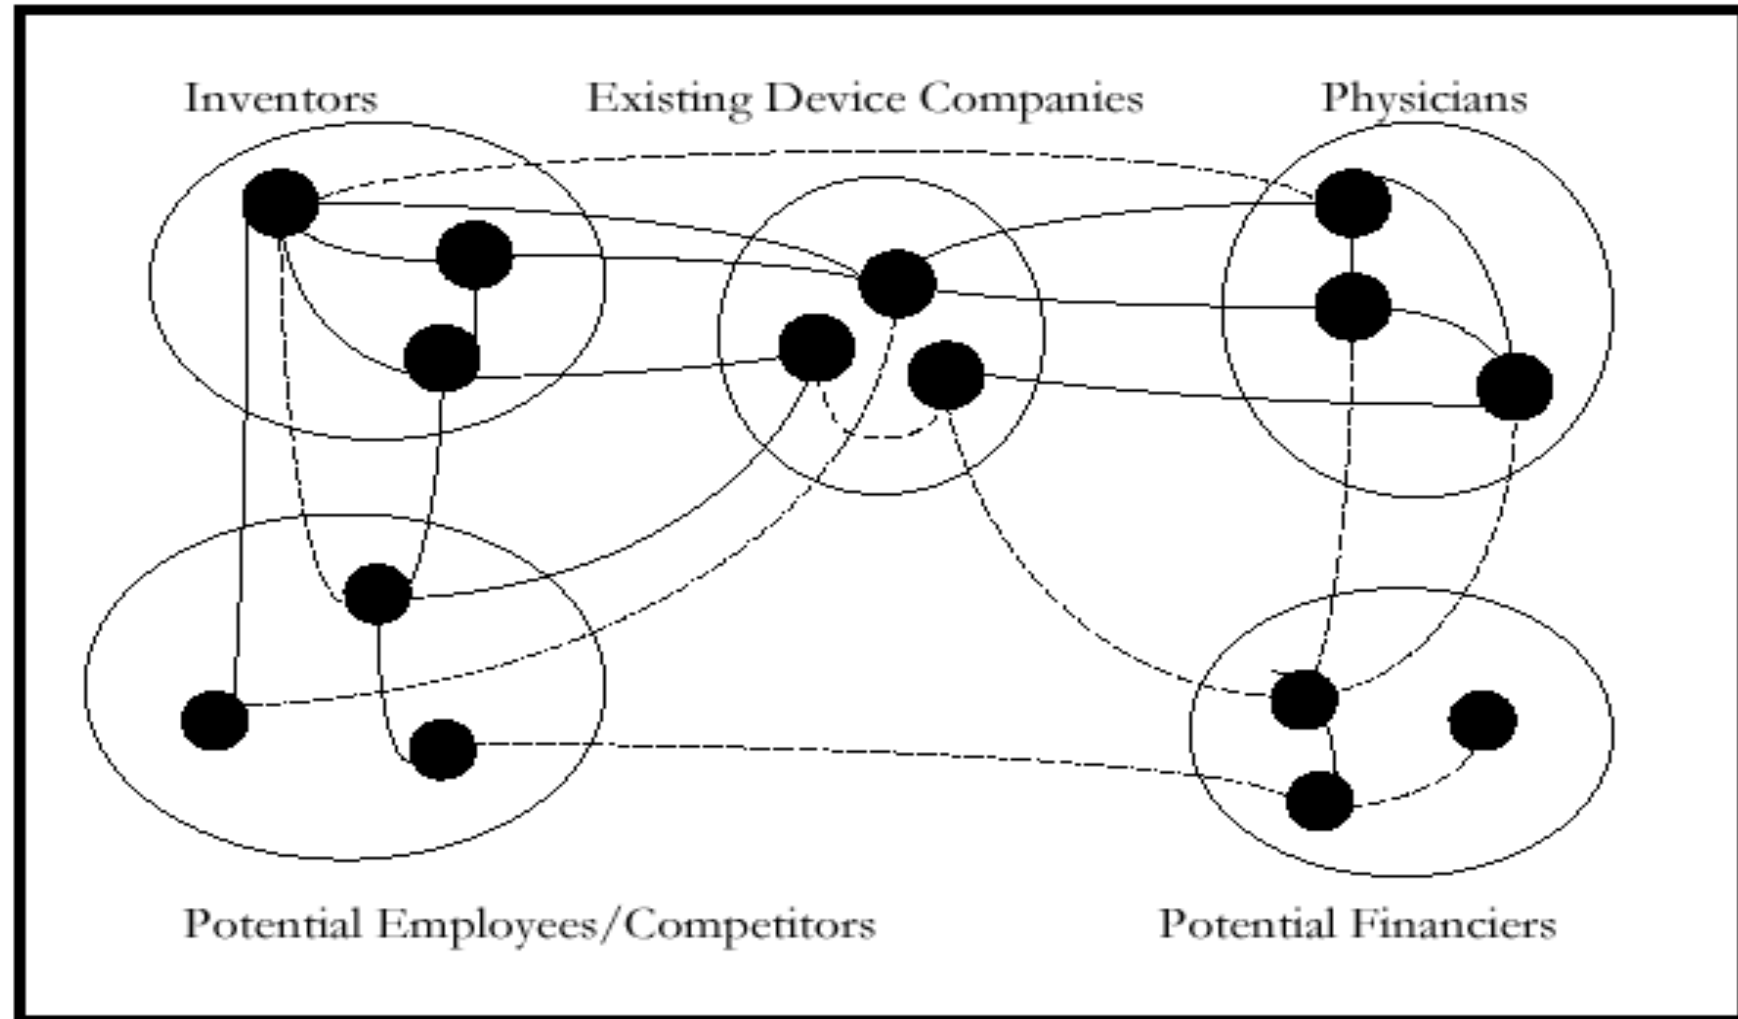 Inventors
Existing Device Companies
Physicians
Potential Employees/Competitors
Potential Financiers